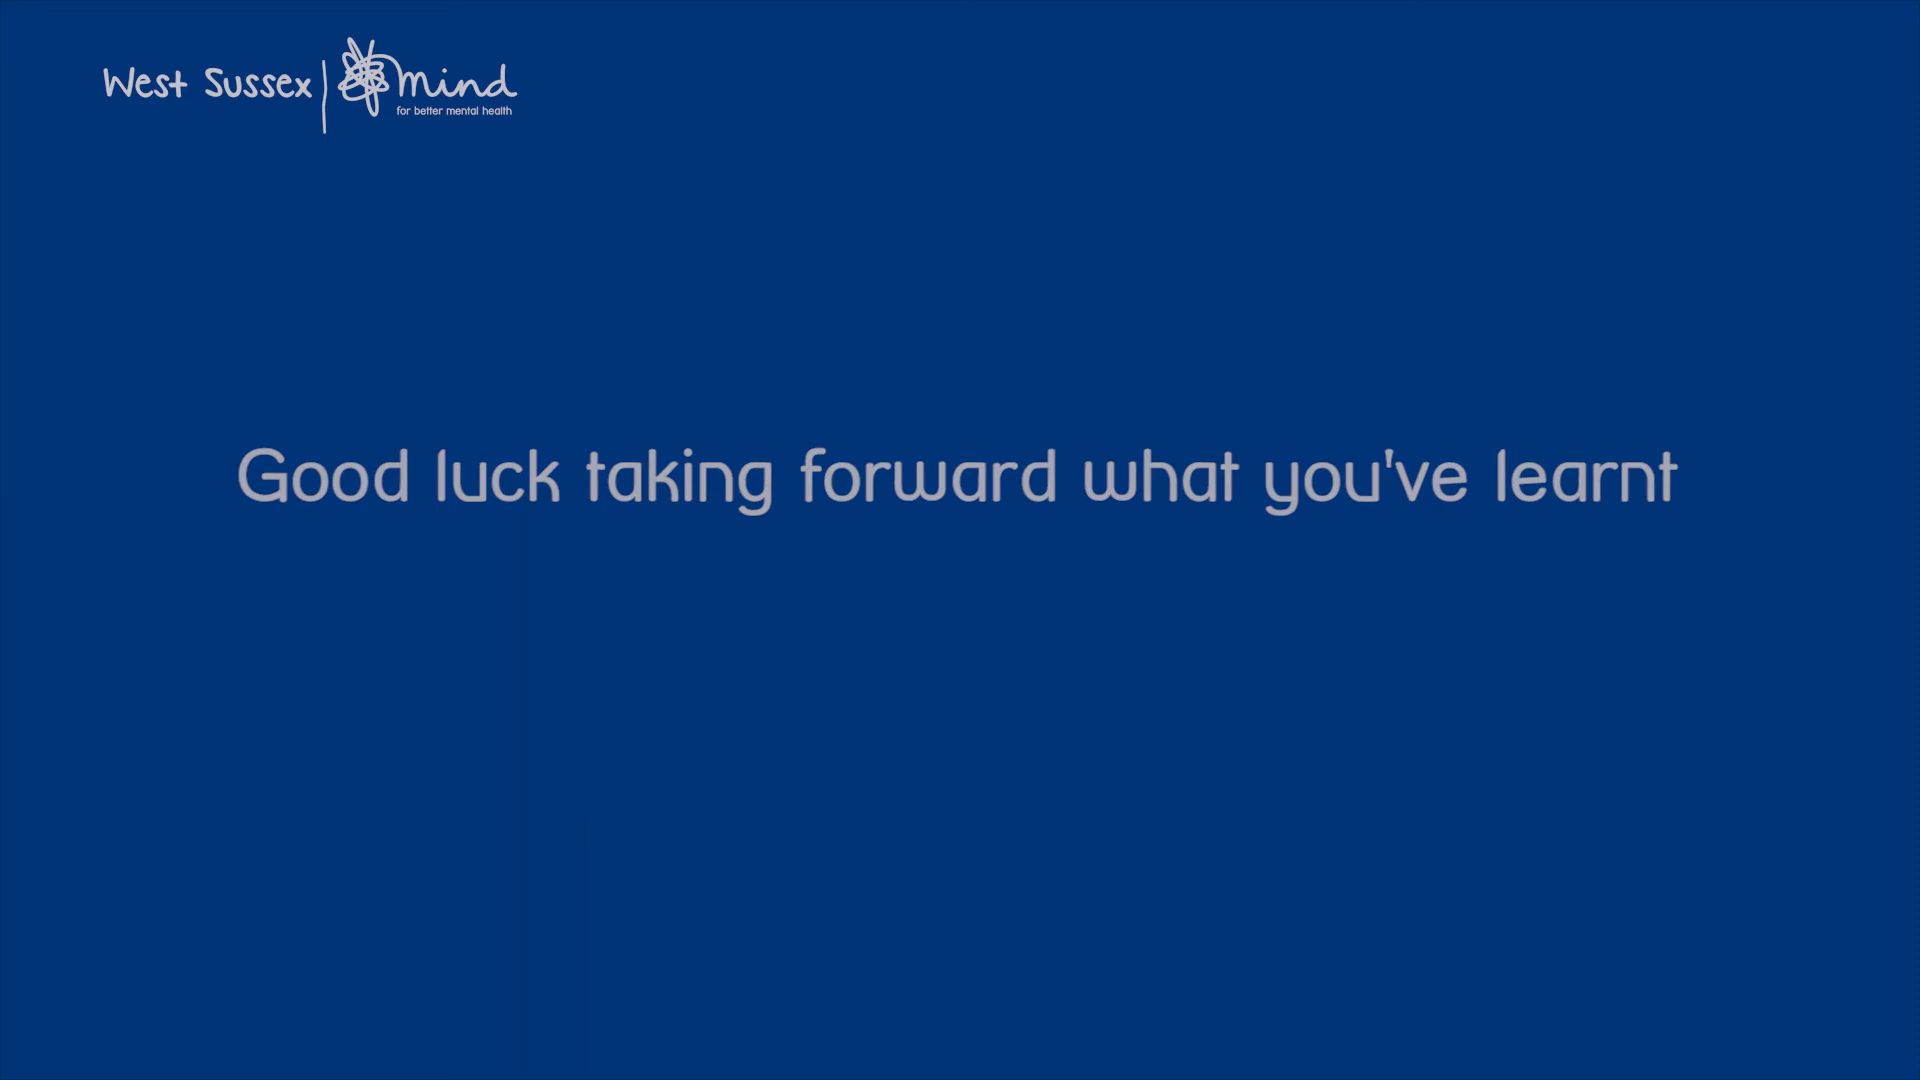 West Sussex mind
for better mental health
Good luck taking forward what you've learnt